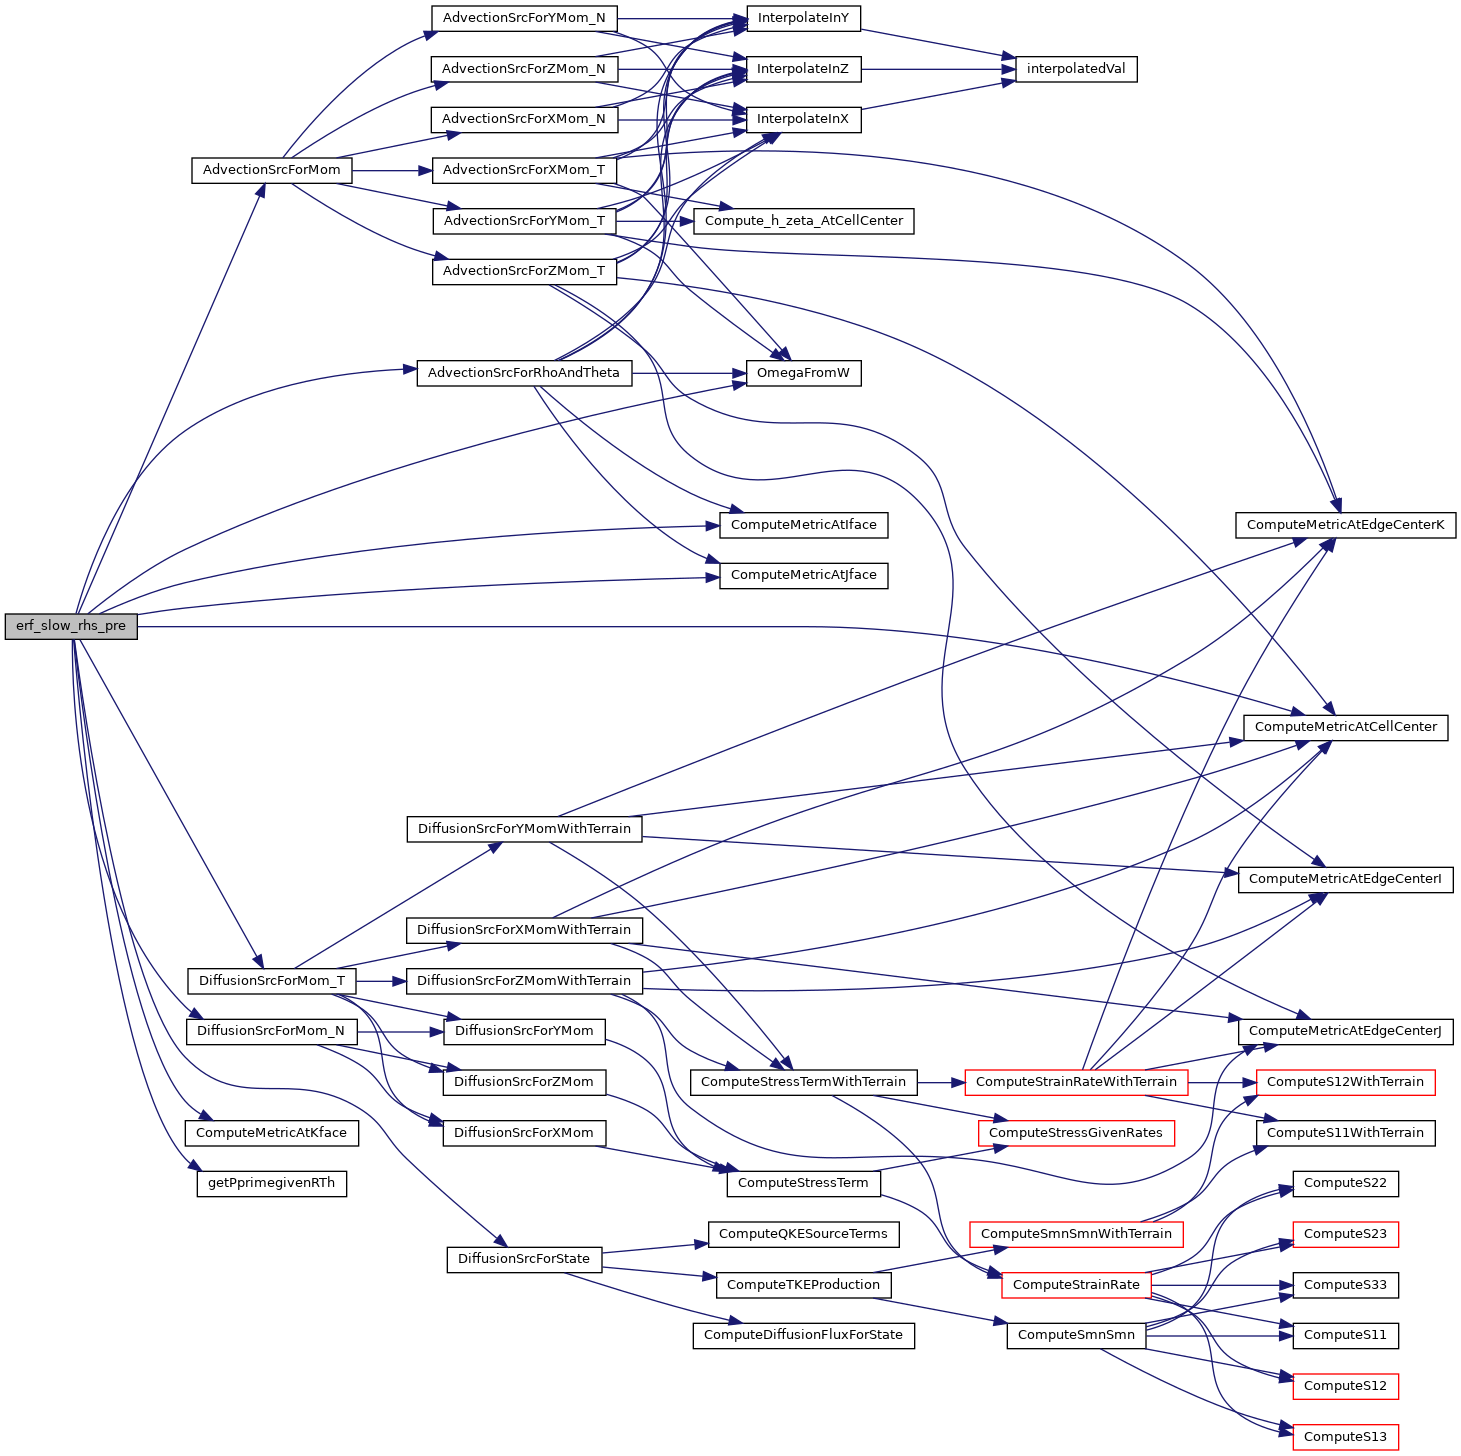 AdvectionSrcForYMom_N
InterpolateInY
AdvectionSrcForZMom_N
InterpolateInZ
interpolatedVal
AdvectionSrcForXMom_N
InterpolateInX
AdvectionSrcForMom
AdvectionSrcForXMom_T
AdvectionSrcForYMom_T
Compute_h_zeta_AtCellCenter
AdvectionSrcForZMom_T
AdvectionSrcForRhoAndTheta
OmegaFromW
ComputeMetricAtIface
ComputeMetricAtEdgeCenterK
ComputeMetricAtJface
erf_slow_rhs_pre
ComputeMetricAtCellCenter
DiffusionSrcForYMomWithTerrain
ComputeMetricAtEdgeCenterI
DiffusionSrcForXMomWithTerrain
DiffusionSrcForMom_T
DiffusionSrcForZMomWithTerrain
DiffusionSrcForMom_N
DiffusionSrcForYMom
ComputeMetricAtEdgeCenterJ
DiffusionSrcForZMom
ComputeStressTermWithTerrain
ComputeStrainRateWithTerrain
ComputeS12WithTerrain
ComputeMetricAtKface
DiffusionSrcForXMom
ComputeStressGivenRates
ComputeS11WithTerrain
getPprimegivenRTh
ComputeStressTerm
ComputeS22
ComputeQKESourceTerms
ComputeSmnSmnWithTerrain
ComputeS23
DiffusionSrcForState
ComputeTKEProduction
ComputeStrainRate
ComputeS33
ComputeDiffusionFluxForState
ComputeSmnSmn
ComputeS11
ComputeS12
ComputeS13